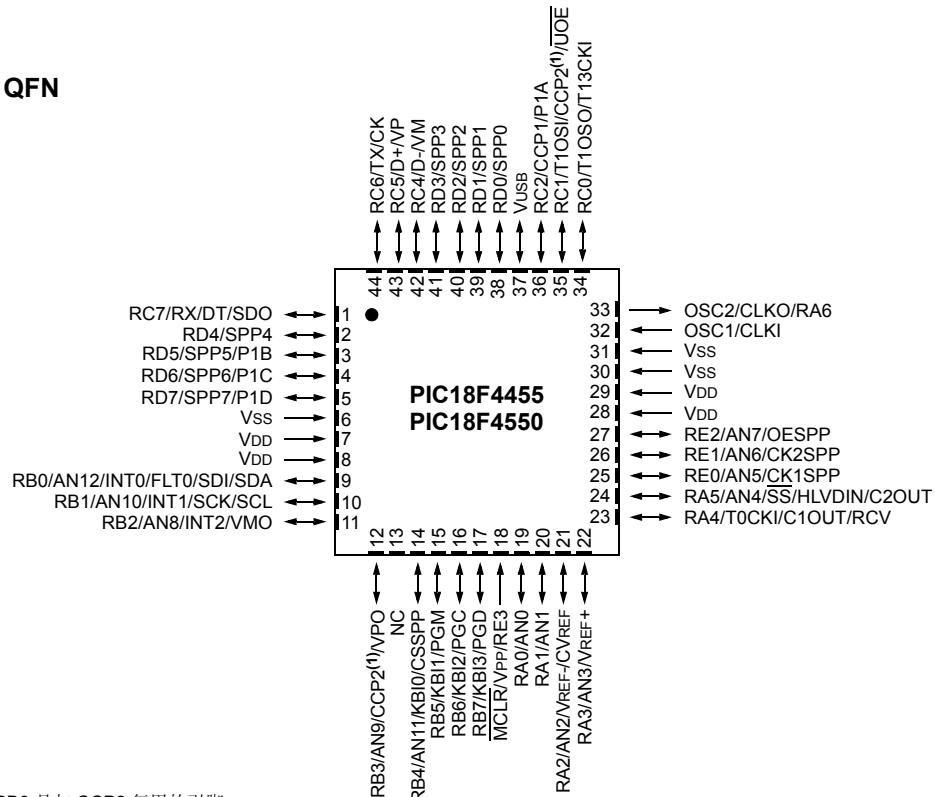 QFN
RC6/TX/CK
RC5/D+/VP
RC4/D-/VM
RD3/SPP3
RD2/SPP2
RD1/SPP1
RD0/SPP0
VUSB
RC2/CCP1/P1A
RC1/T1OSI/CCP2(1)/UOE
RC0/T1OSO/T13CKI
44 43 42 41 40 39 38 37 36 35 34
RC7/RX/DT/SDO 1
RD4/SPP4 2
RD5/SPP5/P1B 3
RD6/SPP6/P1C 4
RD7/SPP7/P1D 5
VSS 6
VDD 7
VDD 8
RB0/AN12/INT0/FLT0/SDI/SDA 9
RB1/AN10/INT1/SCK/SCL 10
RB2/AN8/INT2/VMO 11
PIC18F4455
PIC18F4550
33 OSC2/CLKO/RA6
32 OSC1/CLKI
31 VSS
30 VSS
29 VDD
28 VDD
27 RE2/AN7/OESPP
26 RE1/AN6/CK2SPP
25 RE0/AN5/CK1SPP
24 RA5/AN4/SS/HLVDIN/C2OUT
23 RA4/T0CKI/C1OUT/RCV
12 13 14 15 16 17 18 19 20 21 22
RB3/AN9/CCP2(1)/VPO
NC
RB4/AN11/KBI0/CSSPP
RB5/KBI1/PGM
RB6/KBI2/PGC
RB7/KBI3/PGD
MCLR/VPP/RE3
RA0/AN0
RA1/AN1
RA2/AN2/VREF-/CVREF
RA3/AN3/VREF+